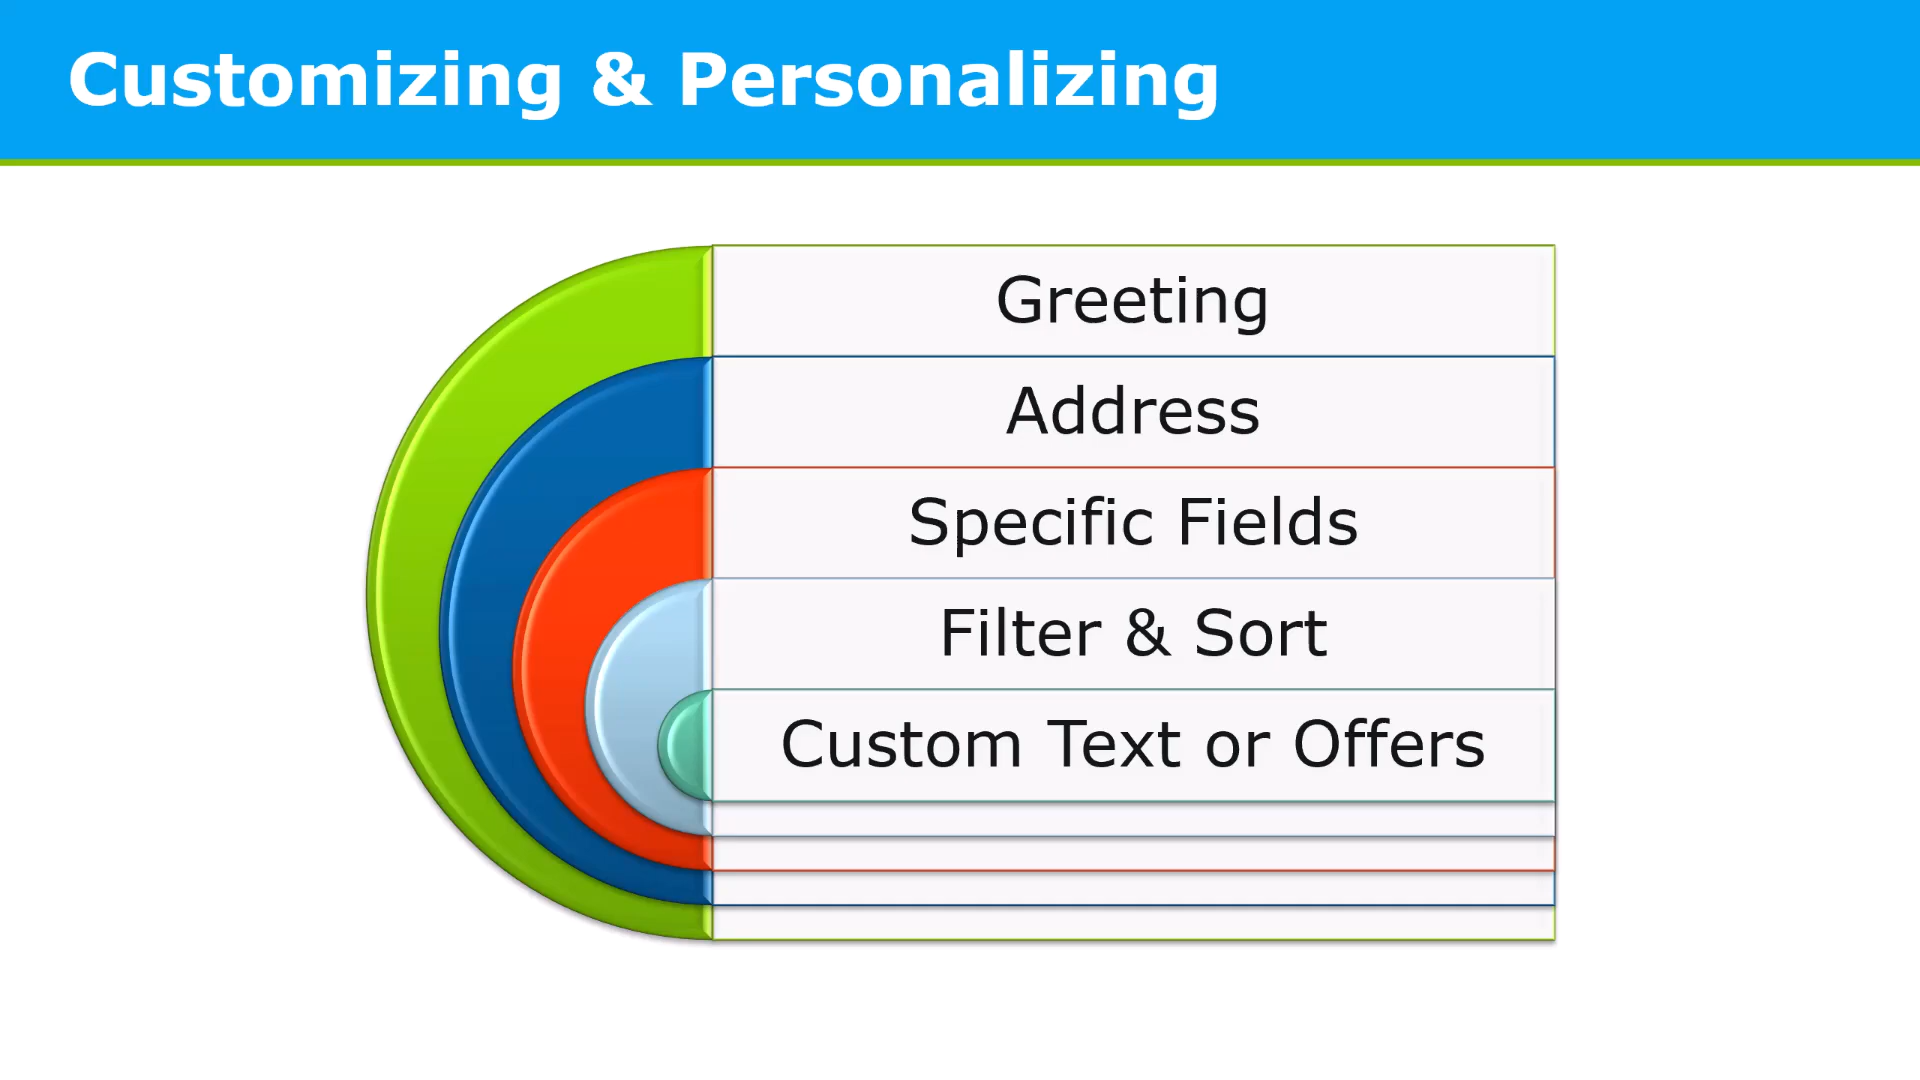 Customizing & Personalizing
Greeting
Address
Specific Fields
Filter & Sort
Custom Text or Offers